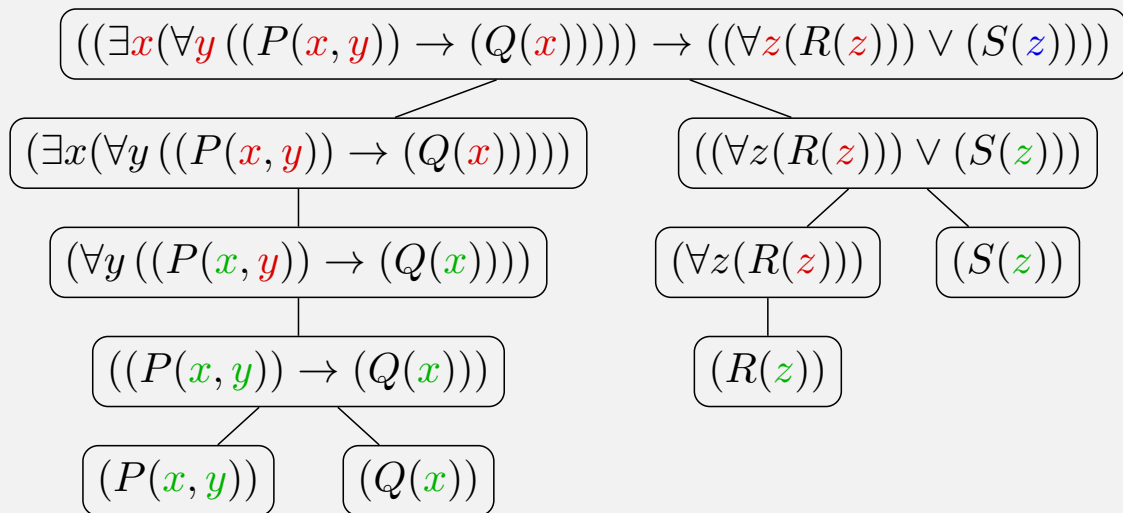 ((∃x(∀y ((P(x, y)) → (Q(x))))) → ((∀z(R(z))) ∨ (S(z))))
(∃x(∀y ((P(x, y)) → (Q(x))))) ((∀z(R(z))) ∨ (S(z)))
(∀y ((P(x, y)) → (Q(x)))) (∀z(R(z))) (S(z))
((P(x, y)) → (Q(x))) (R(z))
(P(x, y)) (Q(x))